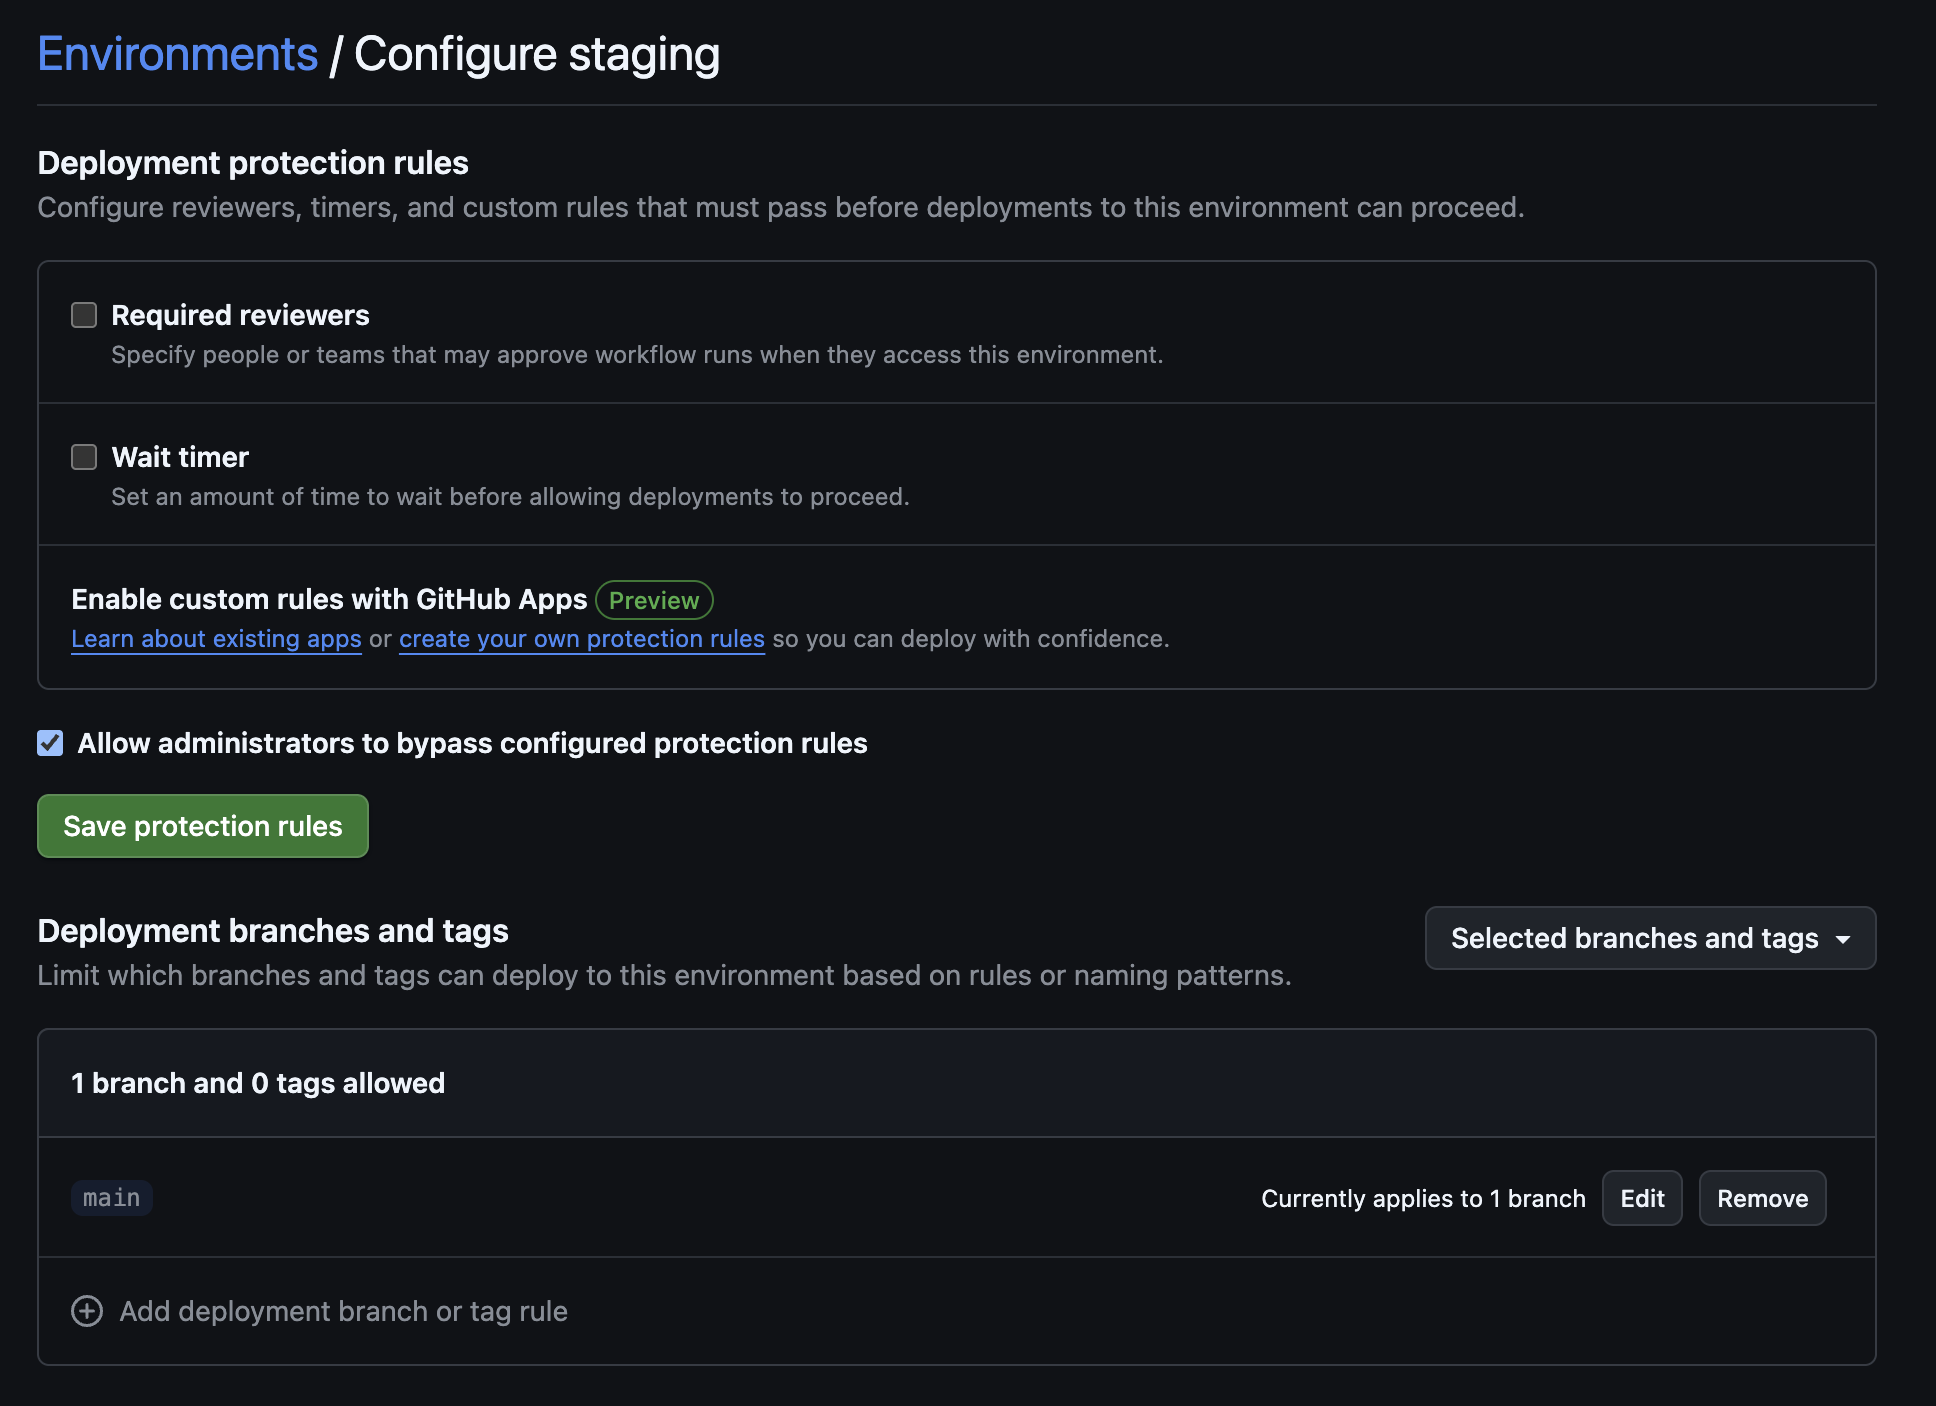 Environments / Configure staging
Deployment protection rules
Configure reviewers, timers, and custom rules that must pass before deployments to this environment can proceed.
Required reviewers
Specify people or teams that may approve workflow runs when they access this environment.
Wait timer
Set an amount of time to wait before allowing deployments to proceed.
Enable custom rules with GitHub Apps Preview
Learn about existing apps or create your own protection rules so you can deploy with confidence.
Allow administrators to bypass configured protection rules
Save protection rules
Deployment branches and tags
Selected branches and tags
Limit which branches and tags can deploy to this environment based on rules or naming patterns.
1 branch and 0 tags allowed
main Currently applies to 1 branch Edit Remove
Add deployment branch or tag rule